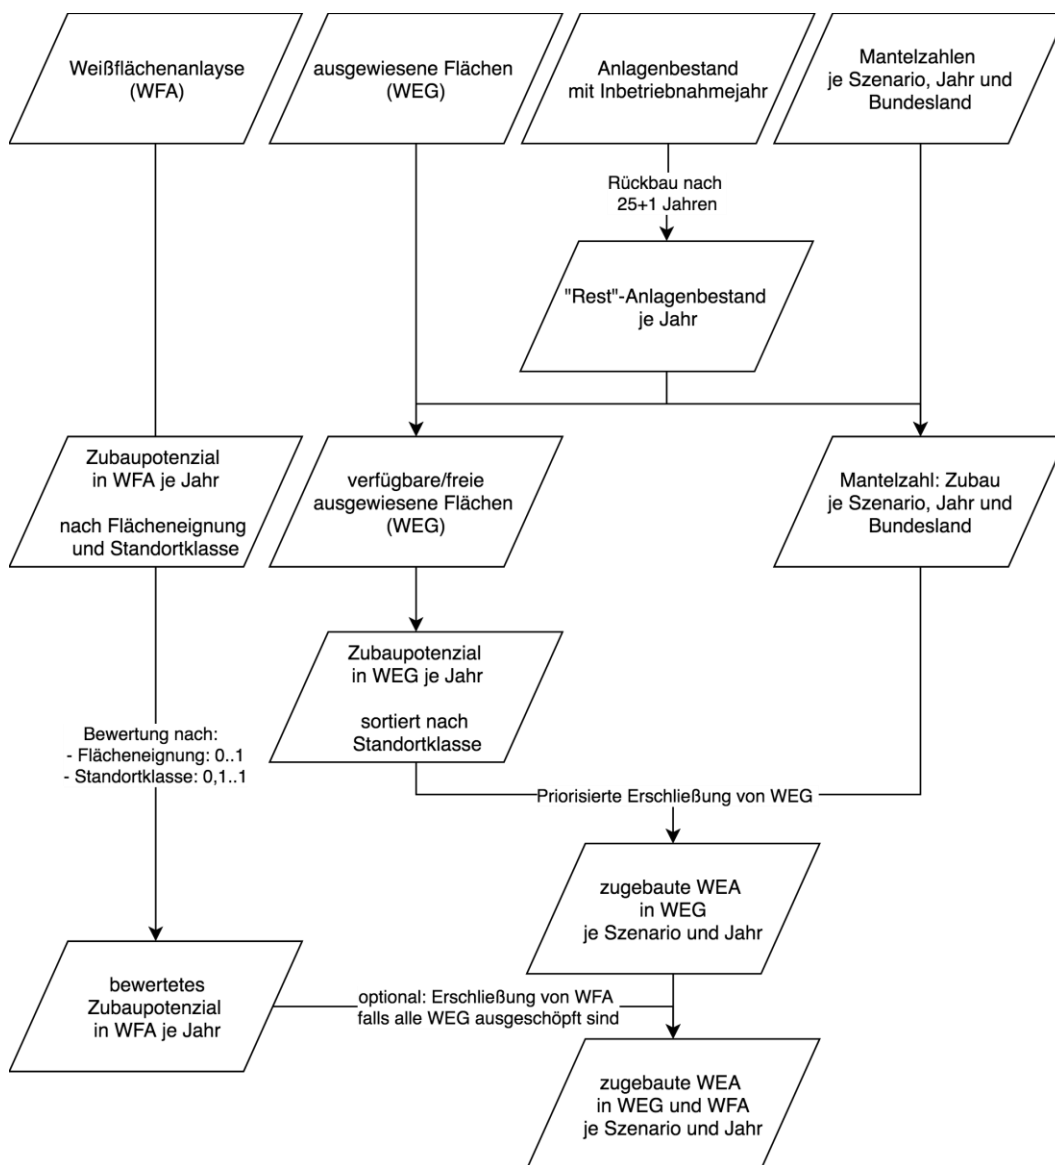 Weißflächenanlayse
(WFA)
ausgewiesene Flächen
(WEG)
Anlagenbestand
mit Inbetriebnahmejahr
Mantelzahlen
je Szenario, Jahr und
Bundesland
Rückbau nach
25+1 Jahren
"Rest"-Anlagenbestand
je Jahr
Zubaupotenzial
in WFA je Jahr
nach Flächeneignung
und Standortklasse
verfügbare/freie
ausgewiesene Flächen
(WEG)
Mantelzahl: Zubau
je Szenario, Jahr und
Bundesland
Zubaupotenzial
in WEG je Jahr
sortiert nach
Standortklasse
Bewertung nach:
- Flächeneignung: 0..1
- Standortklasse: 0,1..1
Priorisierte Erschließung von WEG
zugebaute WEA
in WEG
je Szenario und Jahr
bewertetes
Zubaupotenzial
in WFA je Jahr
optional: Erschließung von WFA
falls alle WEG ausgeschöpft sind
zugebaute WEA
in WEG und WFA
je Szenario und Jahr